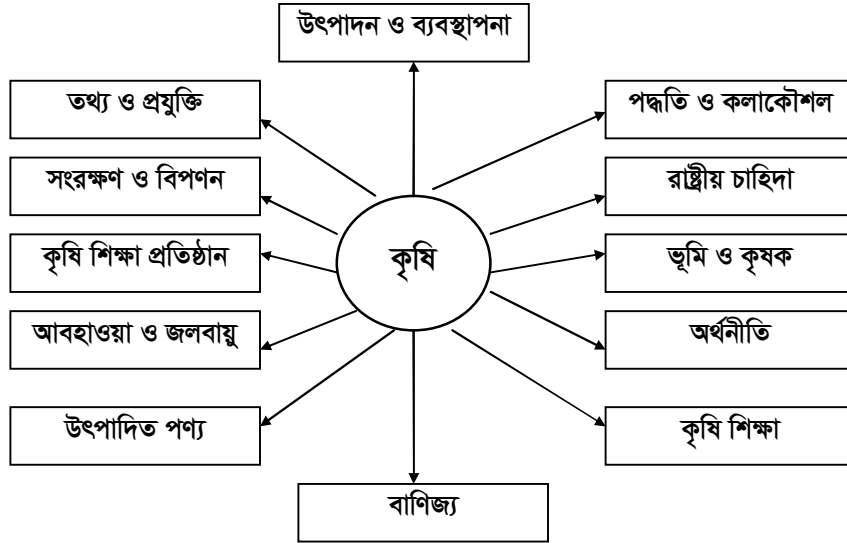 উৎপাদন ও ব্যবস্থাপনা
তথ্য ও প্রযুক্তি
পদ্ধতি ও কলাকৌশল
সংরক্ষণ ও বিপণন
রাষ্ট্রীয় চাহিদা
কৃষি
কৃষি শিক্ষা প্রতিষ্ঠান
ভূমি ও কৃষক
আবহাওয়া ও জলবায়ু
অর্থনীতি
উৎপাদিত পণ্য
কৃষি শিক্ষা
বাণিজ্য